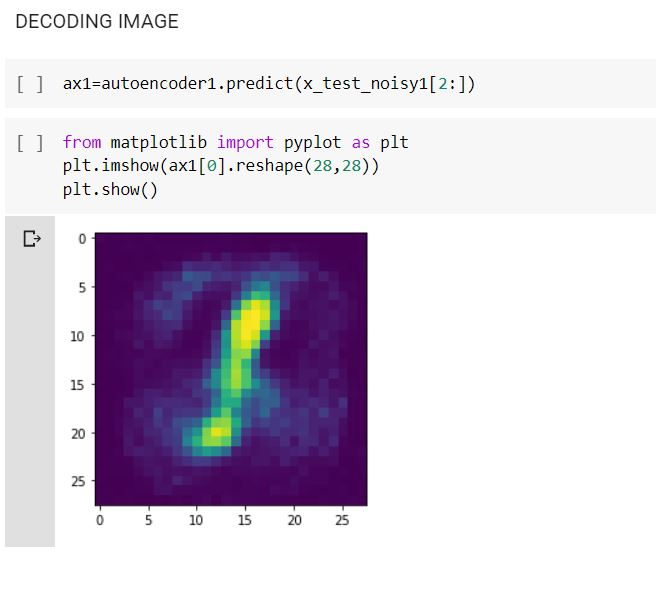 DECODING IMAGE
[ ] ax1=autoencoder1.predict(x_test_noisy1[2:])
[ ] from matplotlib import pyplot as plt
plt.imshow(ax1[0].reshape(28,28))
plt.show()
0
5
10
15
20
25
0 5 10 15 20 25